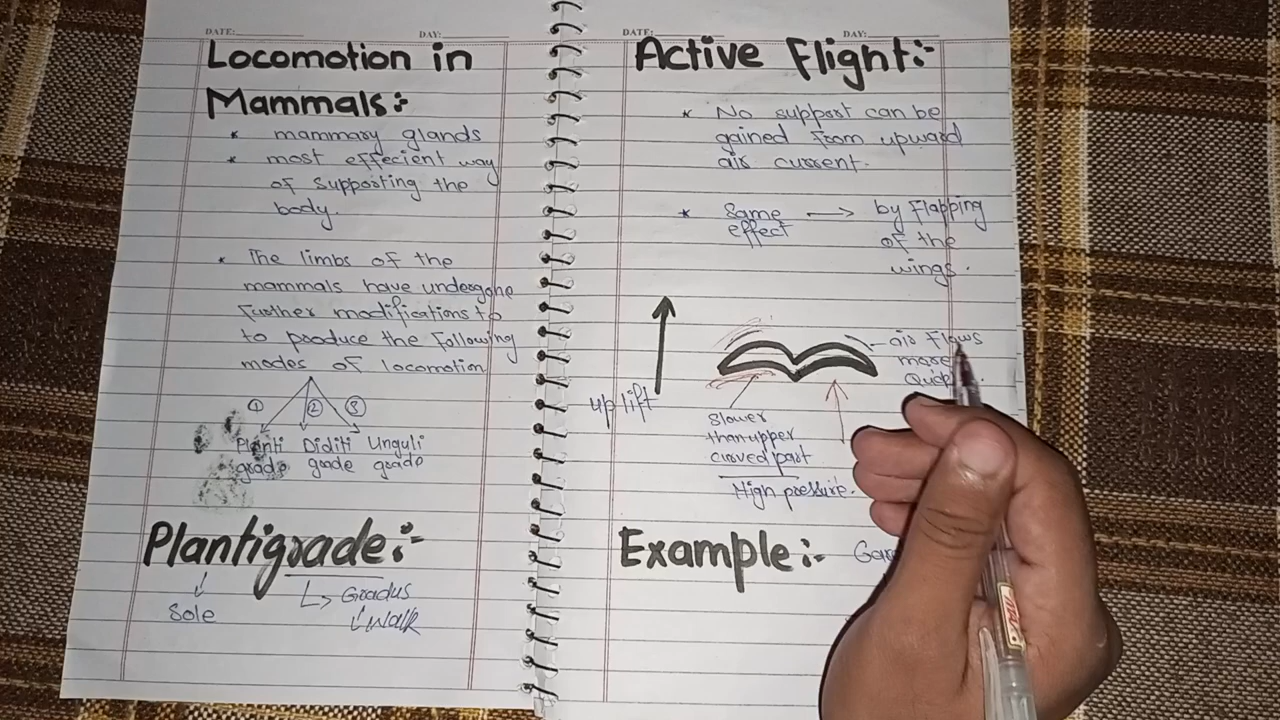 DATE: DAY:
Locomotion in
Mammals:-
* mammary glands
* most effecient way
of supporting the
body.
* The limbs of the
mammals have undergone
further modifications to
to produce the following
modes of locomotion
① ② ③
Planti Diditi Unguli
grade grade grado
Plantigrade:-
↓ ↳ Gradus
Sole ↓ walk
DATE: DAY:
Active Flight:-
* No support can be
gained from upward
air current.
* Same → by Flapping
effect of the
wings.
air Flows
more
up lift
Slower
than upper
curved part
High pressure.
Example:-